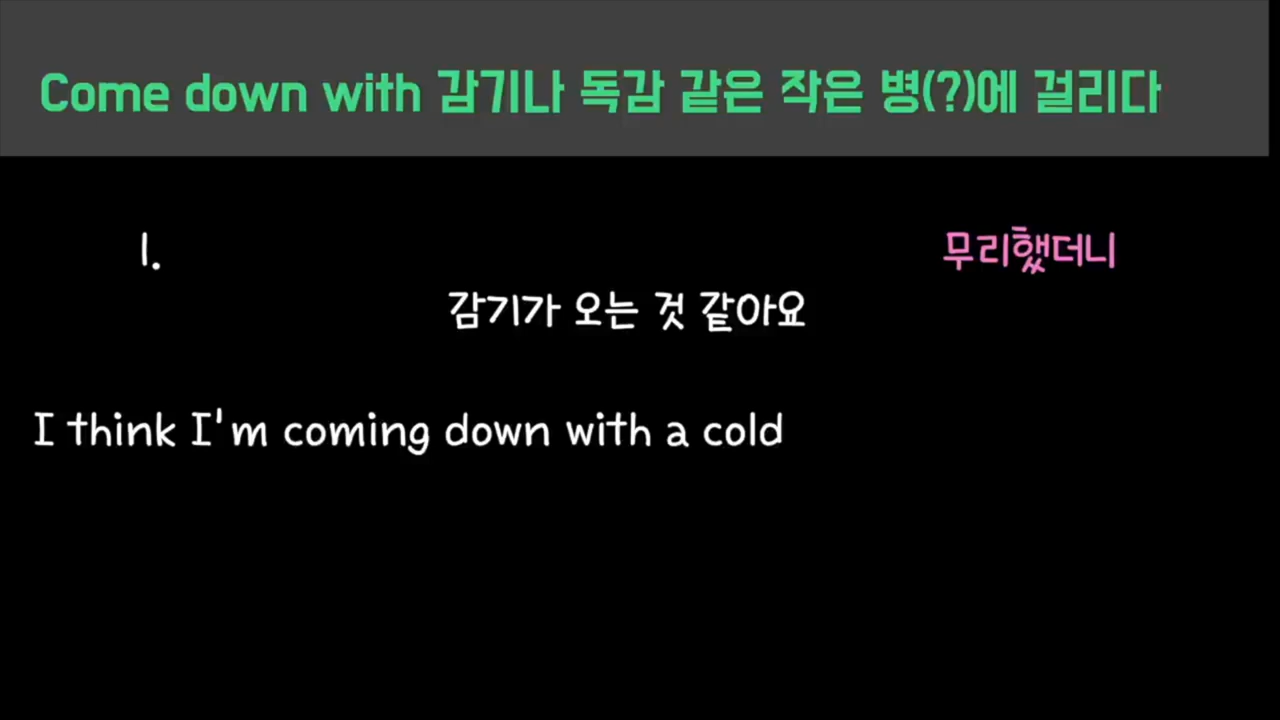 Come down with 감기나 독감 같은 작은 병(?)에 걸리다
1. 무리했더니
감기가 오는 것 같아요
I think I'm coming down with a cold